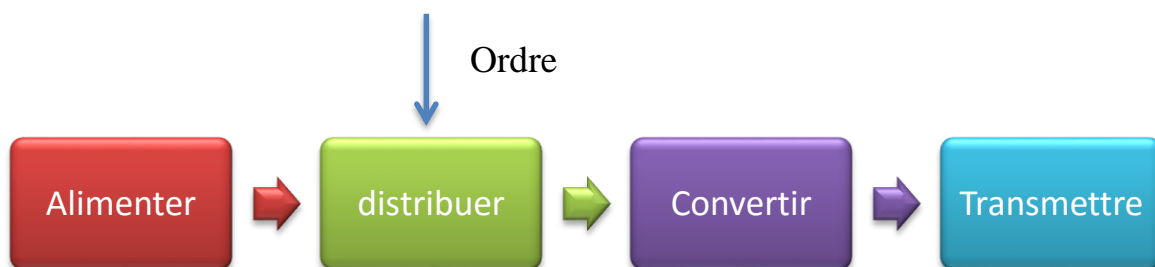 Ordre
Alimenter
distribuer
Convertir
Transmettre